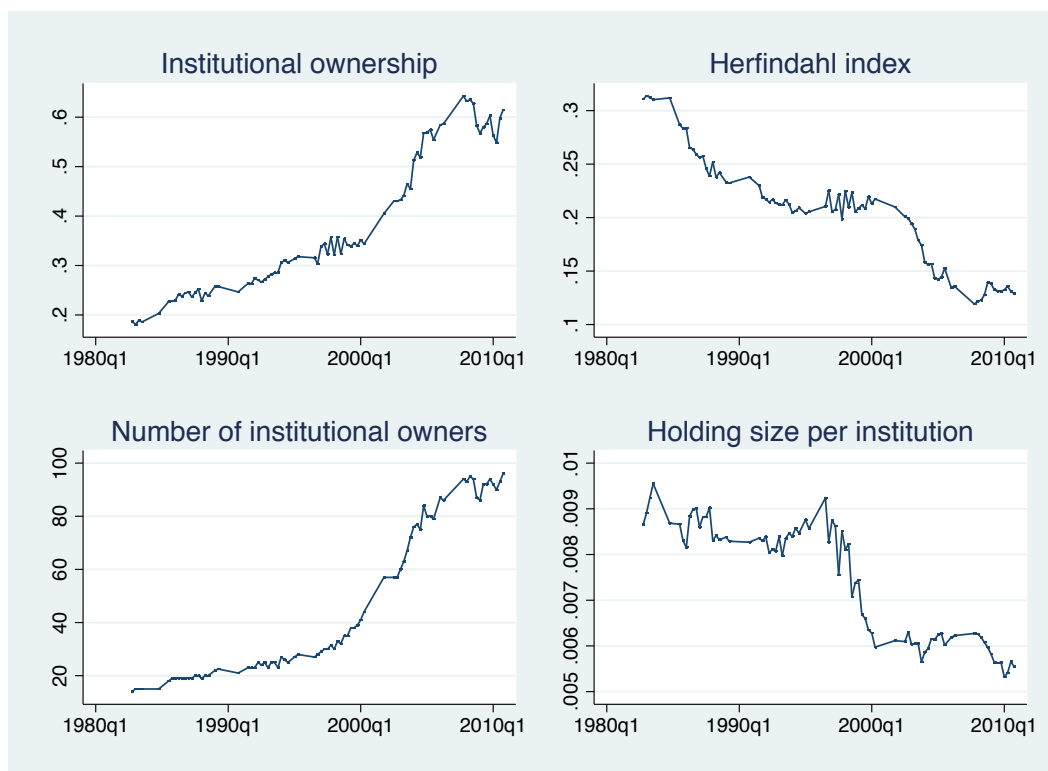 Institutional ownership
.6
.5
.4
.3
.2
1980q1 1990q1 2000q1 2010q1
Herfindahl index
.3
.25
.2
.15
.1
1980q1 1990q1 2000q1 2010q1
Number of institutional owners
100
80
60
40
20
1980q1 1990q1 2000q1 2010q1
Holding size per institution
.01
.009
.008
.007
.006
.005
1980q1 1990q1 2000q1 2010q1